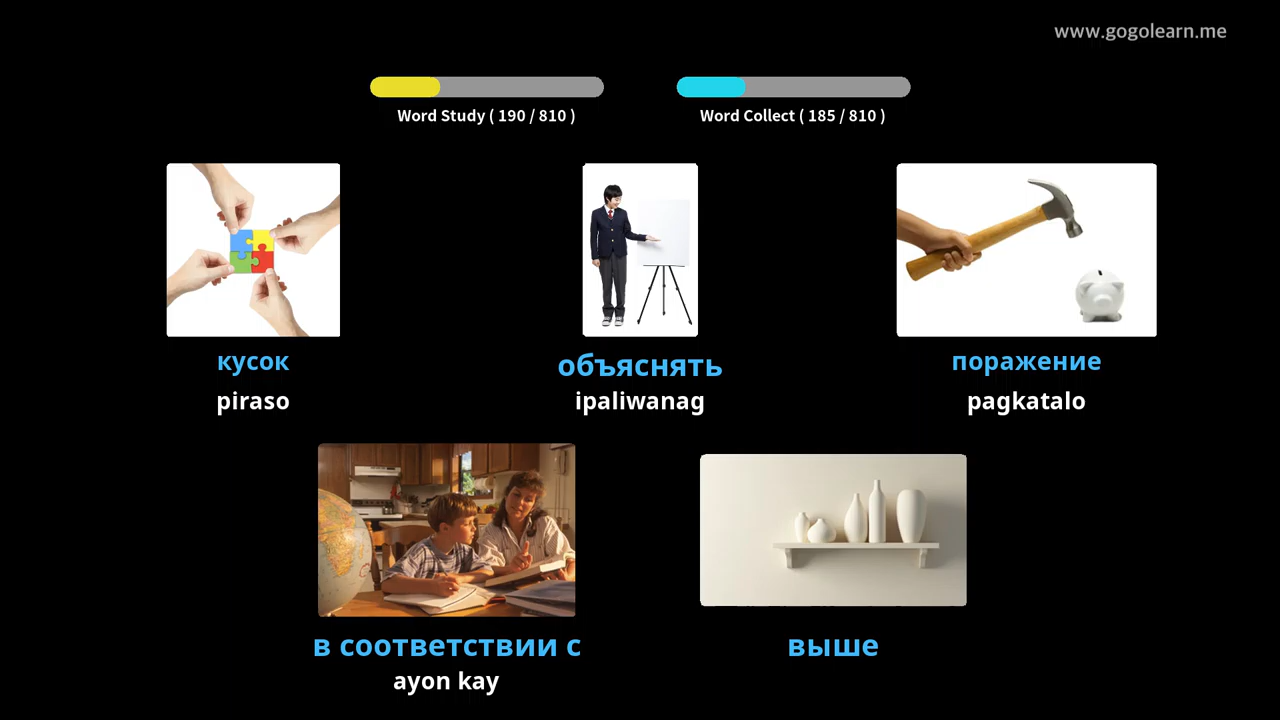 www.gogolearn.me
Word Study ( 190 / 810 )
Word Collect ( 185 / 810 )
кусок
piraso
объяснять
ipaliwanag
поражение
pagkatalo
в соответствии с
ayon kay
выше